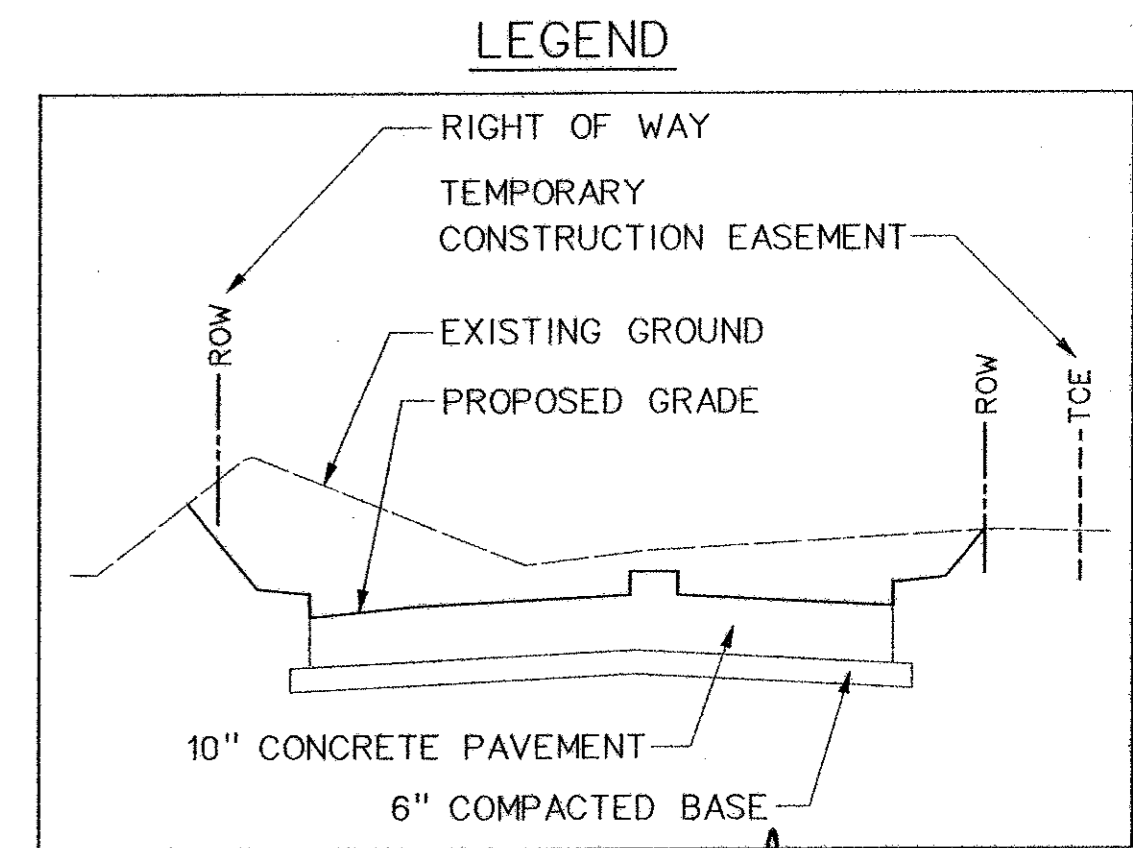 LEGEND
RIGHT OF WAY
TEMPORARY
CONSTRUCTION EASEMENT
ROW
EXISTING GROUND
PROPOSED GRADE
ROW
TCE
10" CONCRETE PAVEMENT
6" COMPACTED BASE